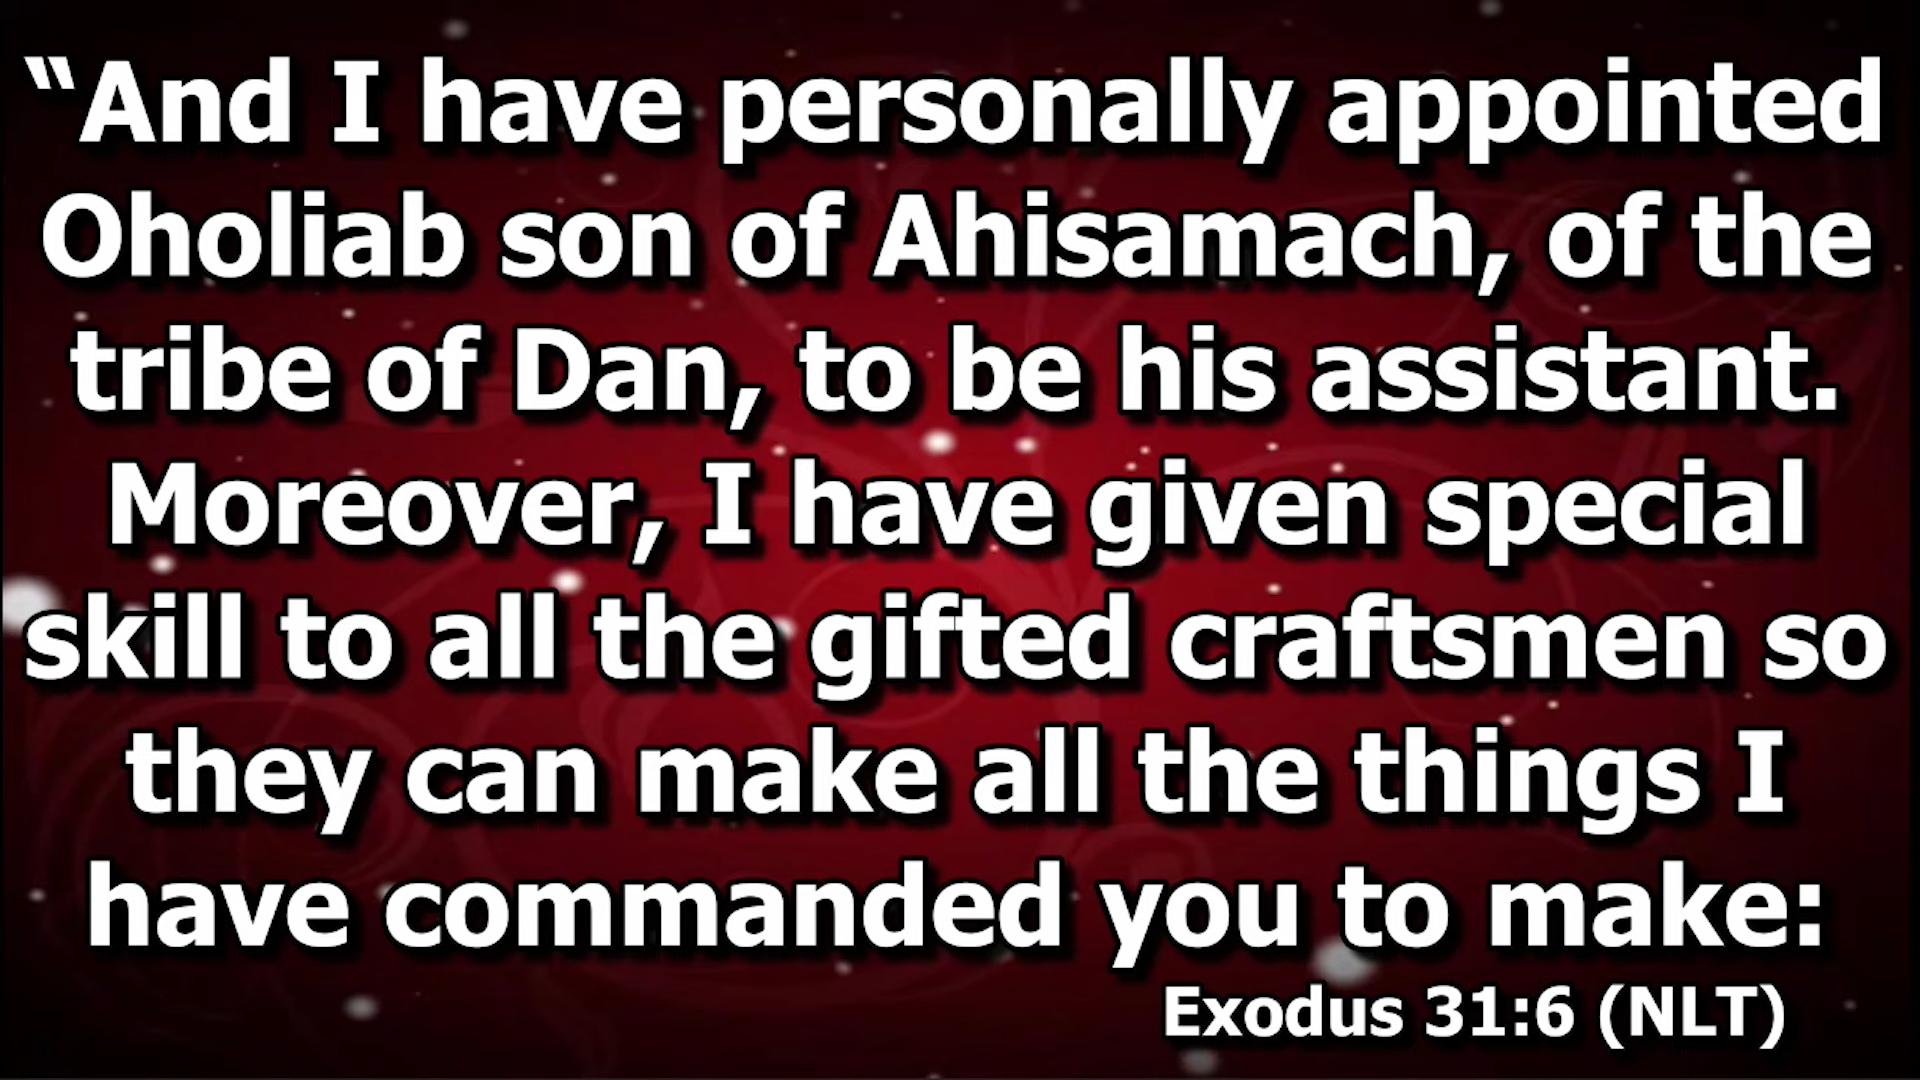 “And I have personally appointed
Oholiab son of Ahisamach, of the
tribe of Dan, to be his assistant.
Moreover, I have given special
skill to all the gifted craftsmen so
they can make all the things I
have commanded you to make:
Exodus 31:6 (NLT)